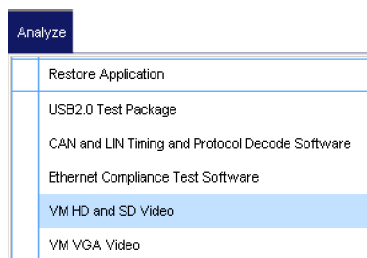 Analyze
Restore Application
USB2.0 Test Package
CAN and LIN Timing and Protocol Decode Software
Ethernet Compliance Test Software
VM HD and SD Video
VM VGA Video